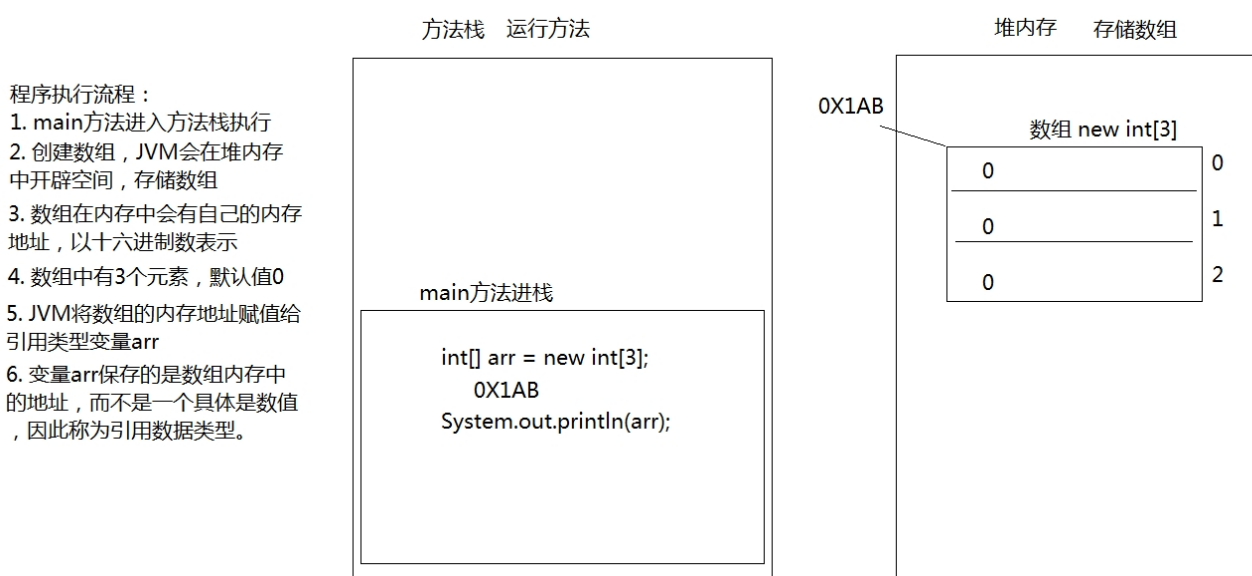 方法栈 运行方法
堆内存 存储数组
程序执行流程：
1. main方法进入方法栈执行
2. 创建数组，JVM会在堆内存
中开辟空间，存储数组
3. 数组在内存中会有自己的内存
地址，以十六进制数表示
4. 数组中有3个元素，默认值0
5. JVM将数组的内存地址赋值给
引用类型变量arr
6. 变量arr保存的是数组内存中
的地址，而不是一个具体是数值
，因此称为引用数据类型。
main方法进栈
int[] arr = new int[3];
0X1AB
System.out.println(arr);
0X1AB
数组 new int[3]
0 0
0 1
0 2